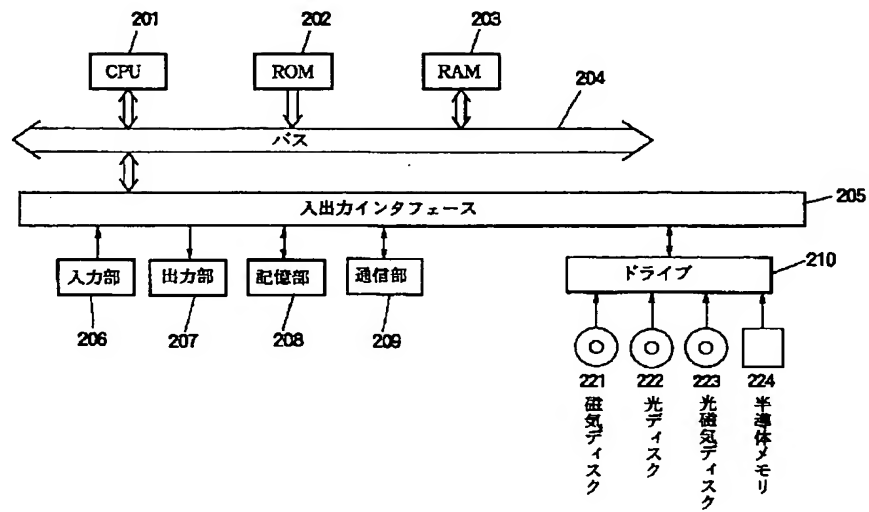 201
202
203
CPU
ROM
RAM
204
バス
入出力インタフェース
205
入力部
出力部
記憶部
通信部
ドライブ
210
206
207
208
209
221
222
223
224
磁気ディスク
光ディスク
光磁気ディスク
半導体メモリ